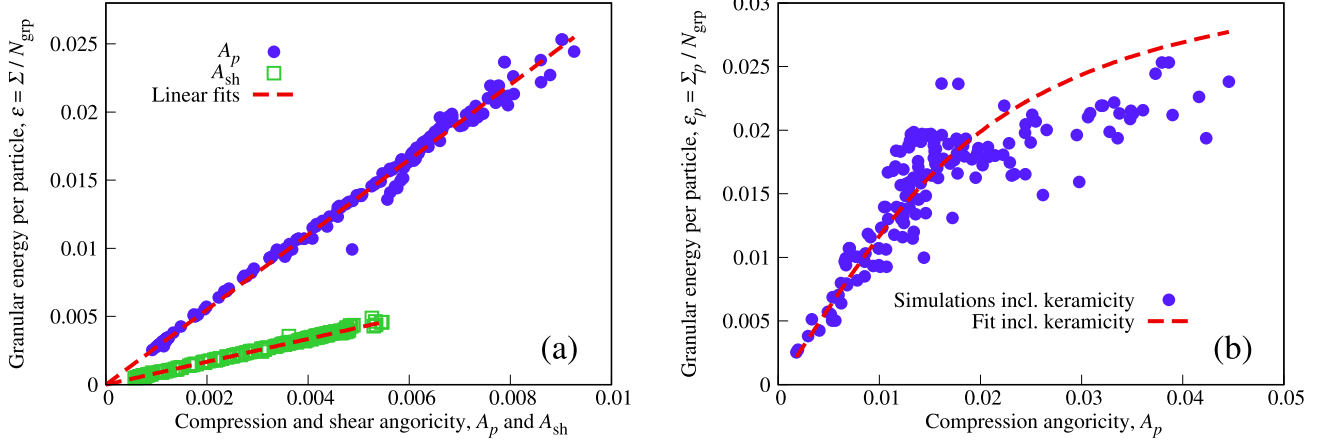 Granular energy per particle, ε = Σ / N_grp
0.025
0.02
0.015
0.01
0.005
0
A_p
A_sh
Linear fits
(a)
0 0.002 0.004 0.006 0.008 0.01
Compression and shear angoricity, A_p and A_sh
Granular energy per particle, ε_p = Σ_p / N_grp
0.03
0.025
0.02
0.015
0.01
0.005
0
Simulations incl. keramicity
Fit incl. keramicity
(b)
0 0.01 0.02 0.03 0.04 0.05
Compression angoricity, A_p